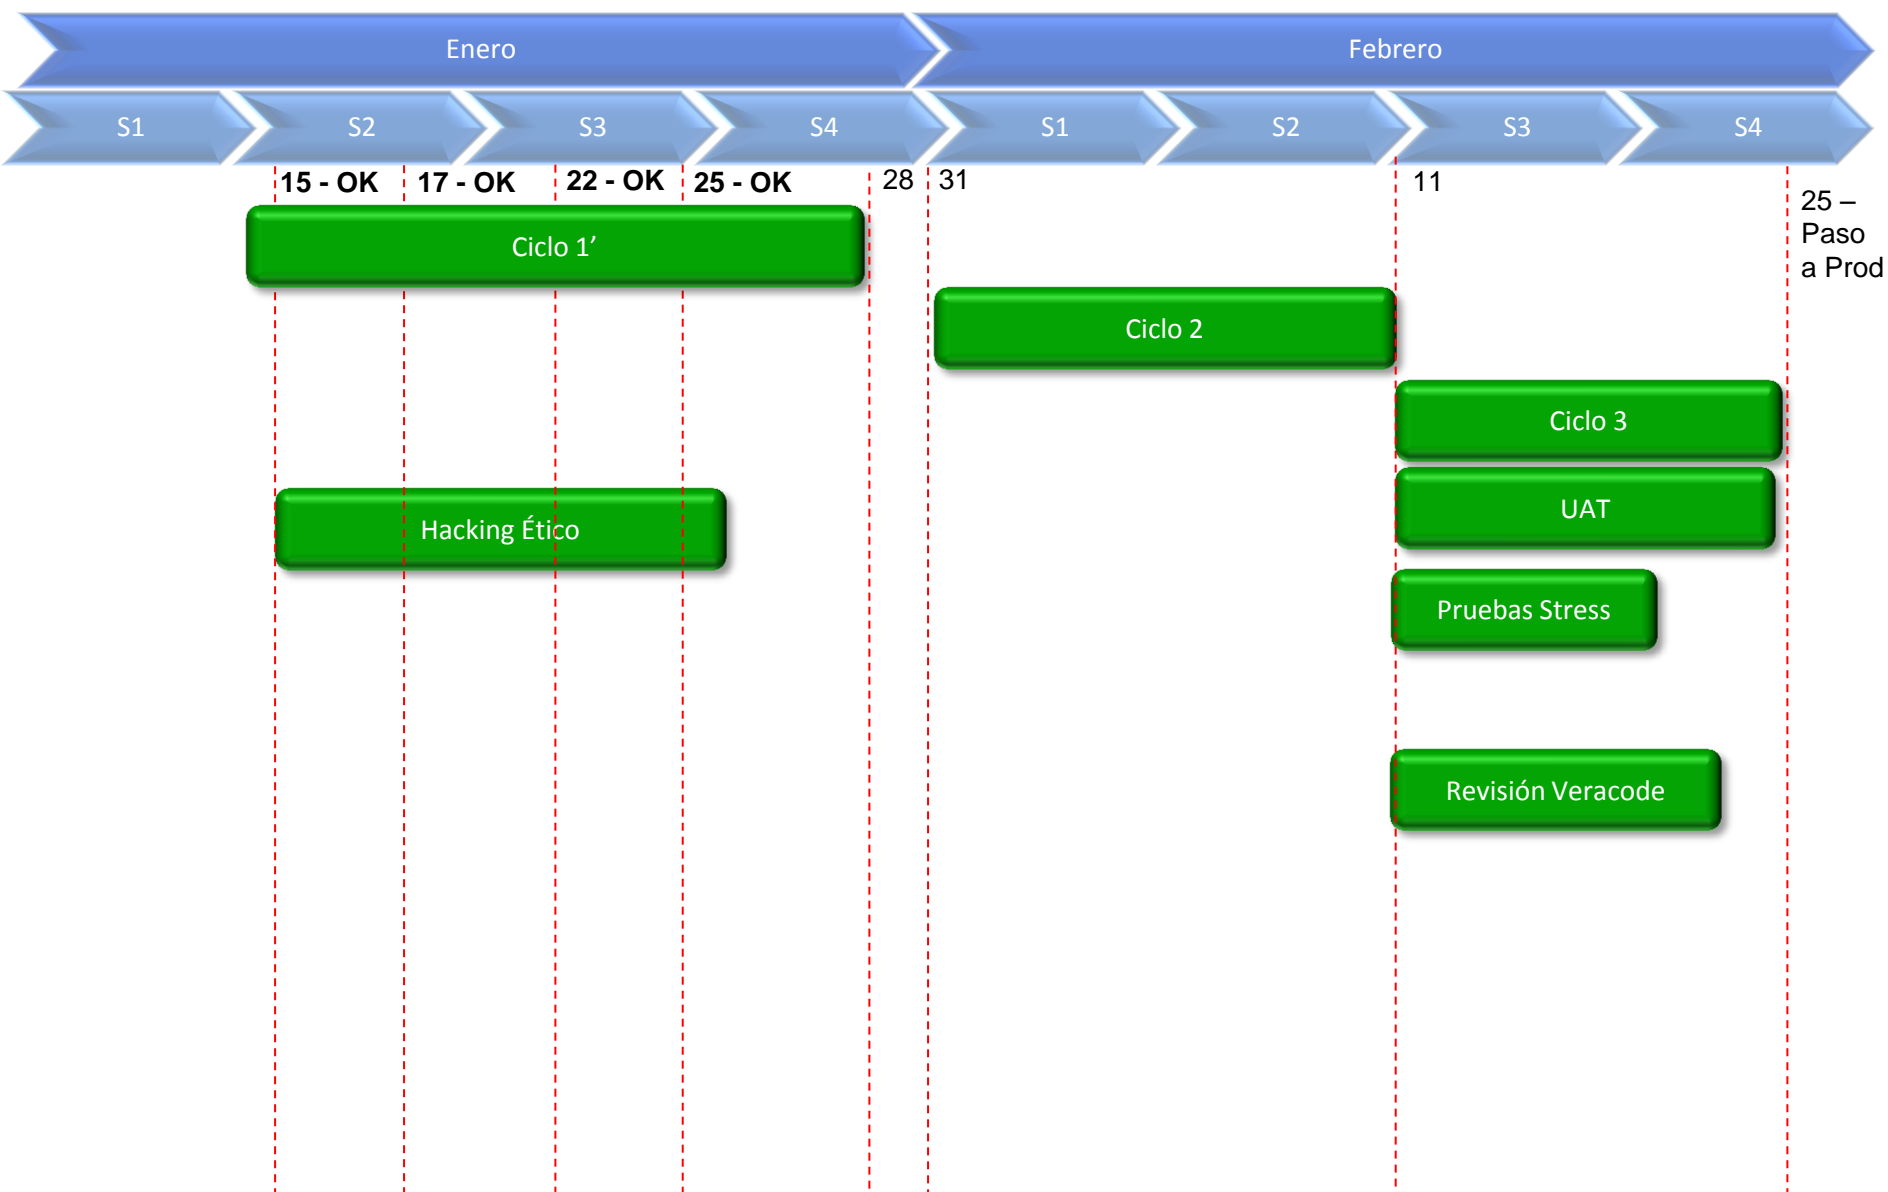 Enero
Febrero
S1
S2
S3
S4
S1
S2
S3
S4
15 - OK
17 - OK
22 - OK
25 - OK
28
31
11
25 –
Paso
a Prod
Ciclo 1’
Ciclo 2
Ciclo 3
UAT
Hacking Ético
Pruebas Stress
Revisión Veracode